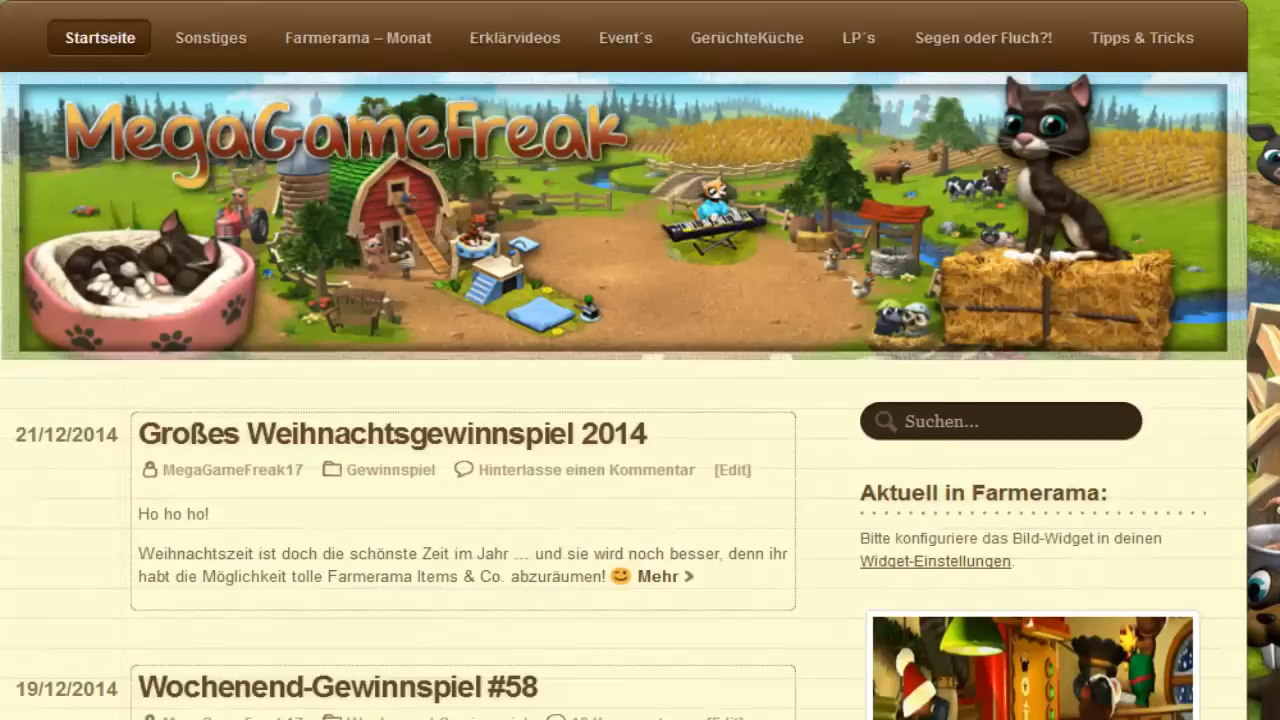 Startseite Sonstiges Farmerama – Monat Erklärvideos Event´s GerüchteKüche LP´s Segen oder Fluch?! Tipps & Tricks
MegaGameFreak
Suchen...
21/12/2014 Großes Weihnachtsgewinnspiel 2014
MegaGameFreak17 Gewinnspiel Hinterlasse einen Kommentar [Edit]
Ho ho ho!
Weihnachtszeit ist doch die schönste Zeit im Jahr ... und sie wird noch besser, denn ihr
habt die Möglichkeit tolle Farmerama Items & Co. abzuräumen! 😊 Mehr >
Aktuell in Farmerama:
Bitte konfiguriere das Bild-Widget in deinen
Widget-Einstellungen.
19/12/2014 Wochenend-Gewinnspiel #58